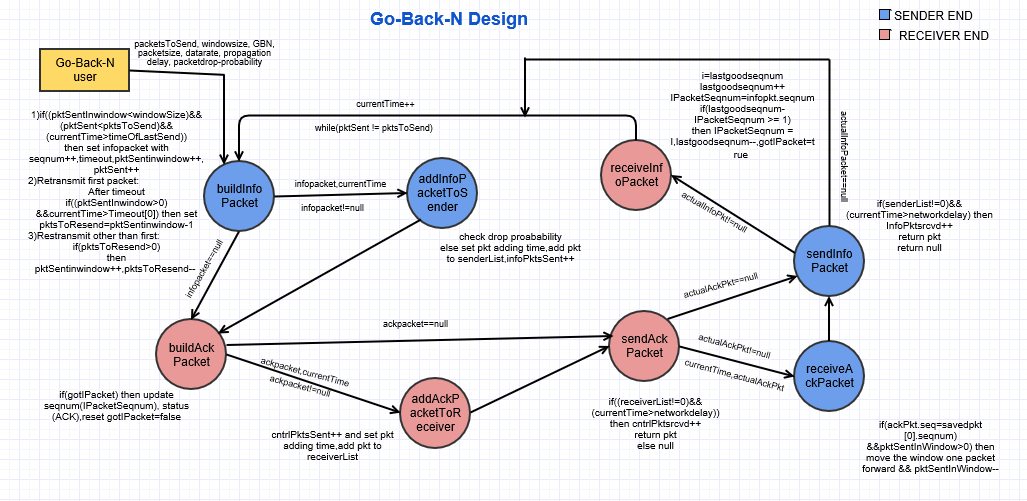 Go-Back-N Design
SENDER END
RECEIVER END
Go-Back-N
user
packetsToSend, windowsize, GBN,
packetsize, datarate, propagation
delay, packetdrop-probability
1)if((pktSentInwindow<windowSize)&&
(pktSent<pktsToSend)&&
(currentTime>timeOfLastSend))
then set infopacket with
seqnum++,timeout,pktSentinwindow++,
pktSent++
2)Retransmit first packet:
After timeout
if((pktSentinwindow>0)
&&currentTime>Timeout[0]) then set
pktsToResend=pktSentinwindow-1
3)Restransmit other than first:
if(pktsToResend>0)
then
pktSentinwindow++,pktsToResend--
currentTime++
while(pktSent != pktsToSend)
buildInfo
Packet
infopacket,currentTime
infopacket!=null
addInfoP
acketToS
ender
check drop proabability
else set pkt adding time,add pkt
to senderList,infoPktsSent++
infopacket==null
i=lastgoodseqnum
lastgoodseqnum++
IPacketSeqnum=infopkt.seqnum
if(lastgoodseqnum-
IPacketSeqnum >= 1)
then IPacketSeqnum =
I,lastgoodseqnum--,gotIPacket=t
rue
receiveInf
oPacket
actualInfoPkt!=null
actualInfoPacket==null
if(senderList!=0)&&
(currentTime>networkdelay) then
InfoPktsrcvd++
return pkt
return null
sendInfo
Packet
buildAck
Packet
ackpacket==null
ackpacket,currentTime
ackpacket!=null
if(gotIPacket) then update
seqnum(IPacketSeqnum), status
(ACK),reset gotIPacket=false
addAckP
acketToR
eceiver
cntrlPktsSent++ and set pkt
adding time,add pkt to
receiverList
sendAck
Packet
actualAckPkt==null
actualAckPkt!=null
currentTime,actualAckPkt
if((receiverList!=0)&&
(currentTime>networkdelay))
then cntrlPktsrcvd++
return pkt
else null
receiveA
ckPacket
if(ackPkt.seq=savedpkt
[0].seqnum)
&&pktSentInWindow>0) then
move the window one packet
forward && pktSentInWindow--